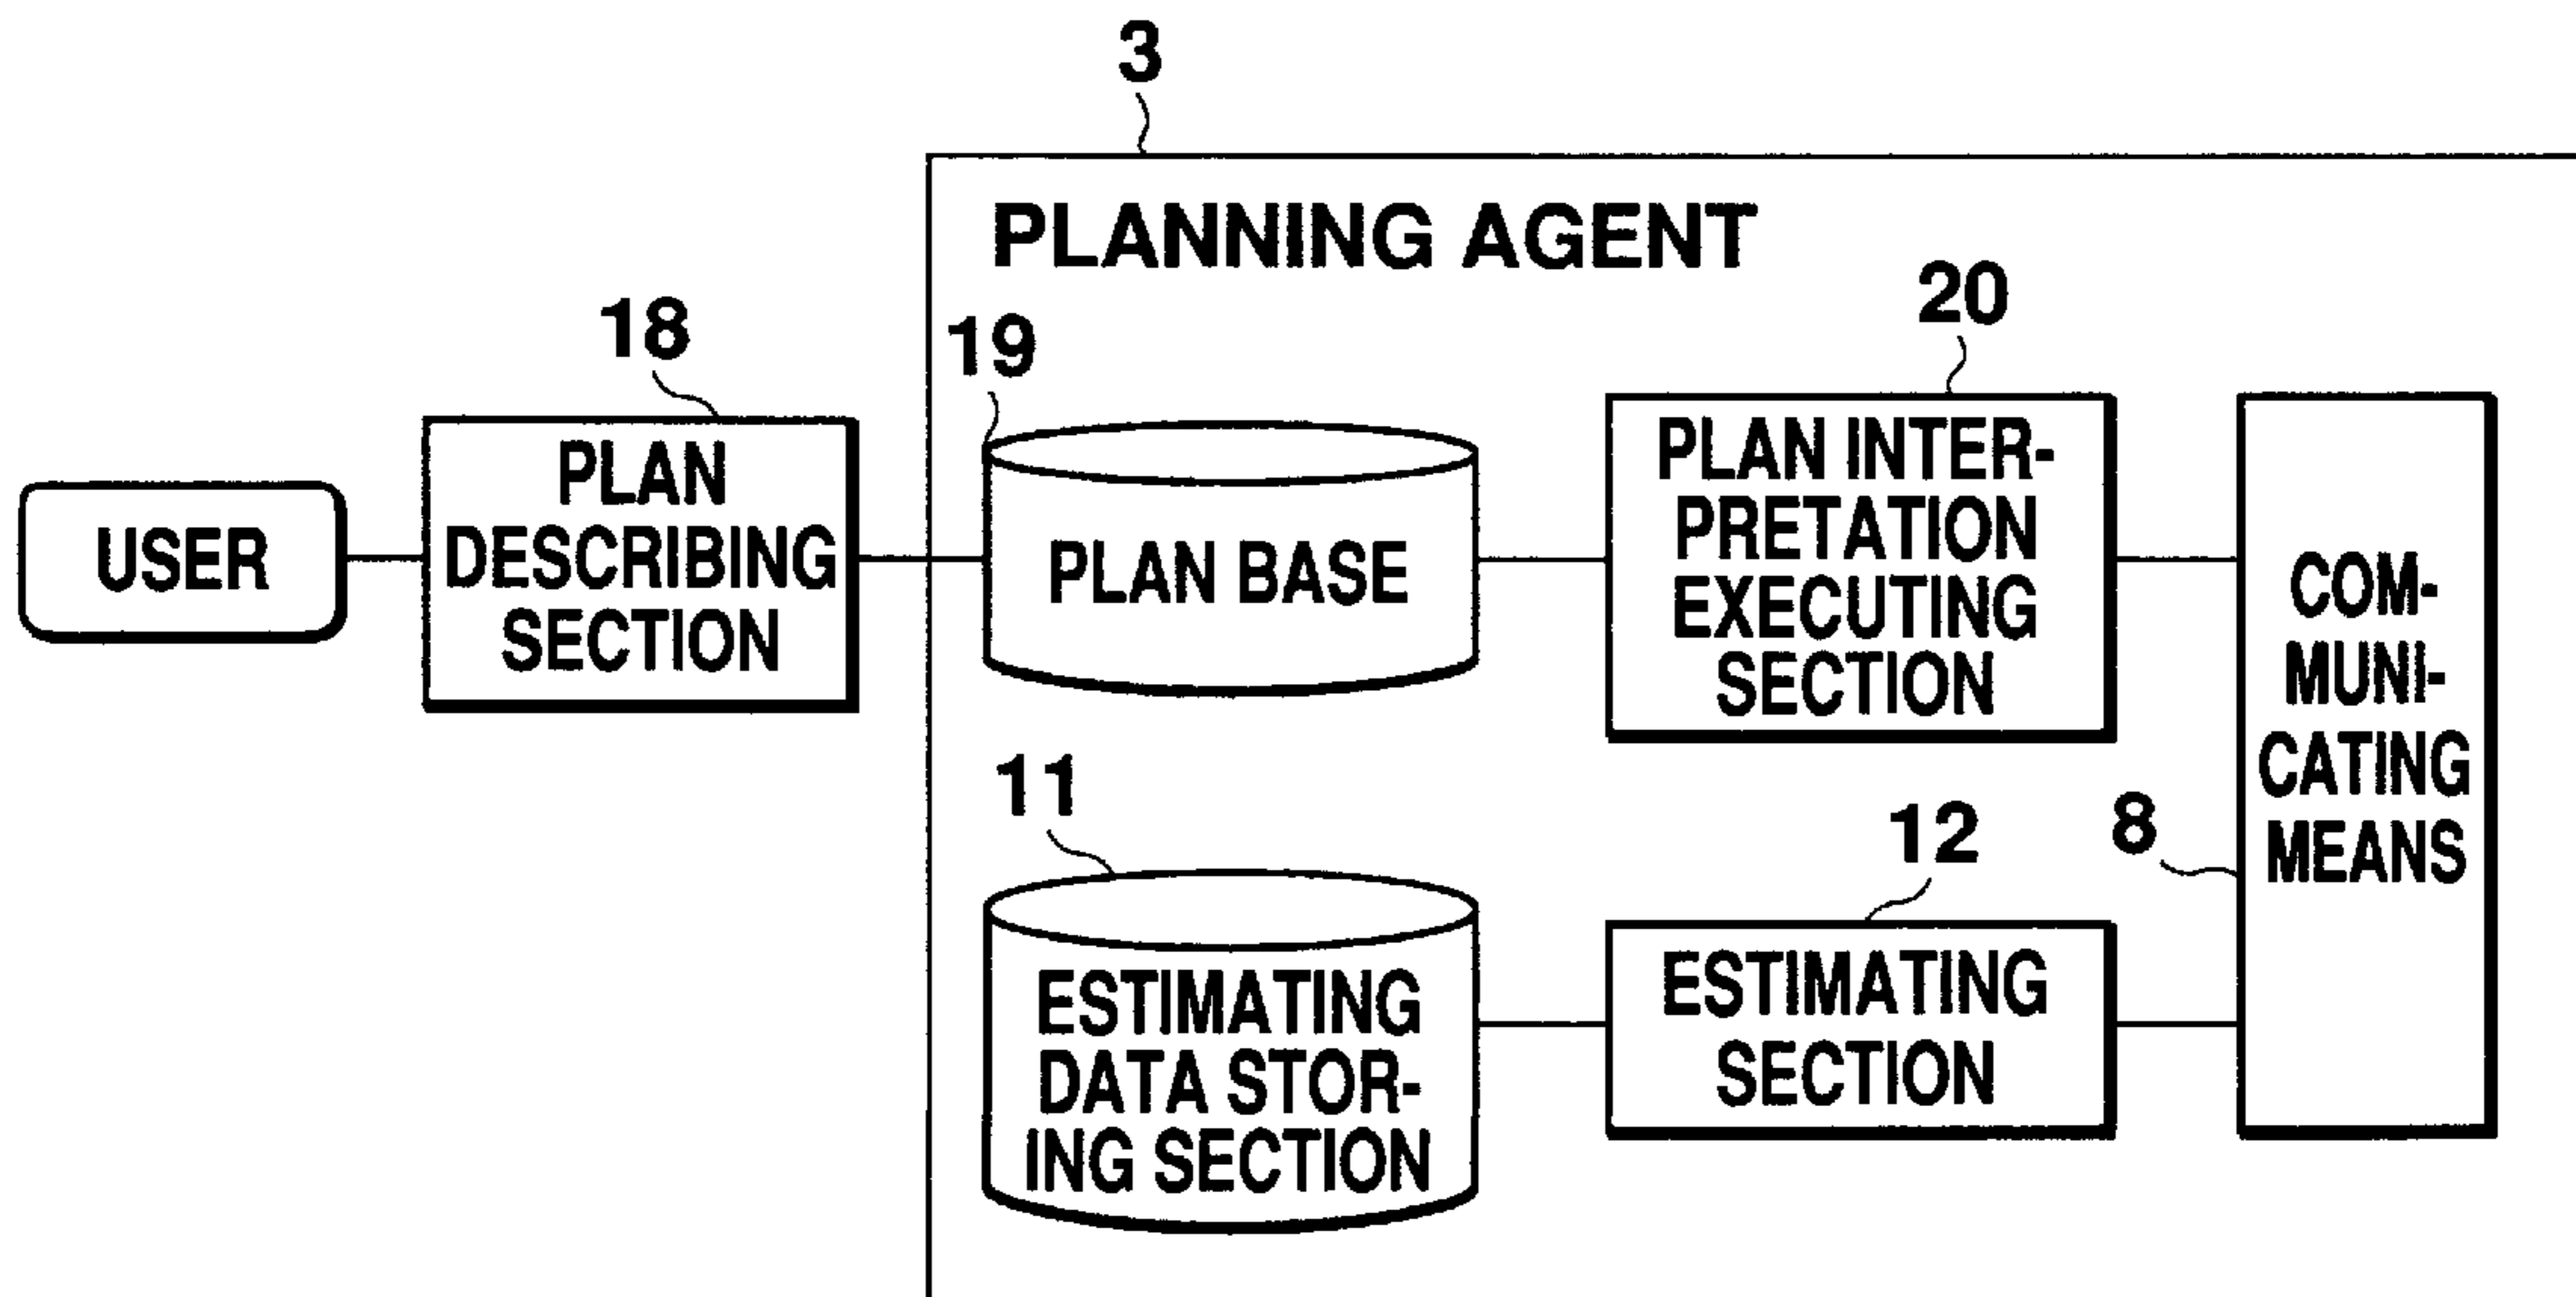 3
PLANNING AGENT
18
19
20
USER
PLAN
DESCRIBING
SECTION
PLAN BASE
PLAN INTER-
PRETATION
EXECUTING
SECTION
COM-
MUNI-
CATING
MEANS
8
11
12
ESTIMATING
DATA STOR-
ING SECTION
ESTIMATING
SECTION